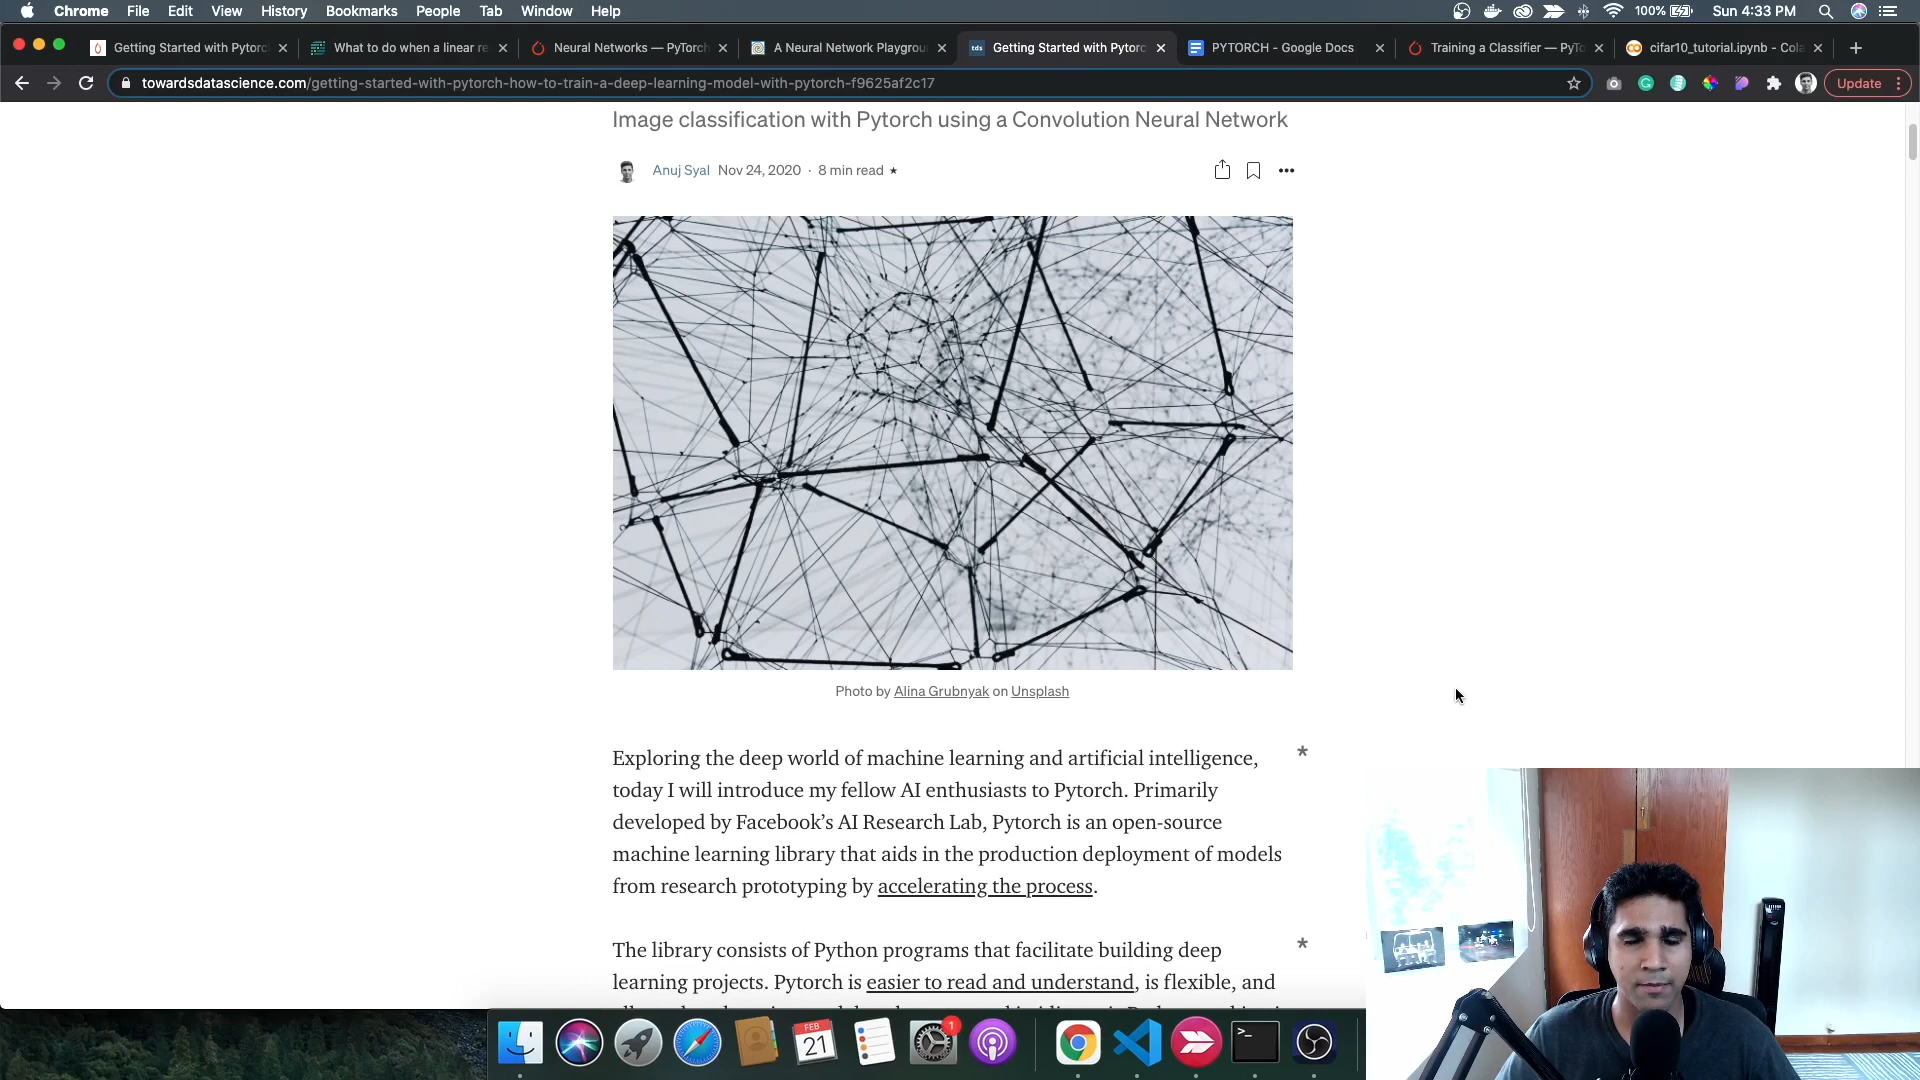 Chrome File Edit View History Bookmarks People Tab Window Help 100% Sun 4:33 PM
Getting Started with Pytorc What to do when a linear re Neural Networks — PyTorch A Neural Network Playgrou tds Getting Started with Pytorc PYTORCH - Google Docs Training a Classifier — PyTo cifar10_tutorial.ipynb - Cola
towardsdatascience.com/getting-started-with-pytorch-how-to-train-a-deep-learning-model-with-pytorch-f9625af2c17 Update
Image classification with Pytorch using a Convolution Neural Network
Anuj Syal Nov 24, 2020 · 8 min read ★
Photo by Alina Grubnyak on Unsplash
Exploring the deep world of machine learning and artificial intelligence, *
today I will introduce my fellow AI enthusiasts to Pytorch. Primarily
developed by Facebook’s AI Research Lab, Pytorch is an open-source
machine learning library that aids in the production deployment of models
from research prototyping by accelerating the process.
The library consists of Python programs that facilitate building deep *
learning projects. Pytorch is easier to read and understand, is flexible, and
FEB
21
1